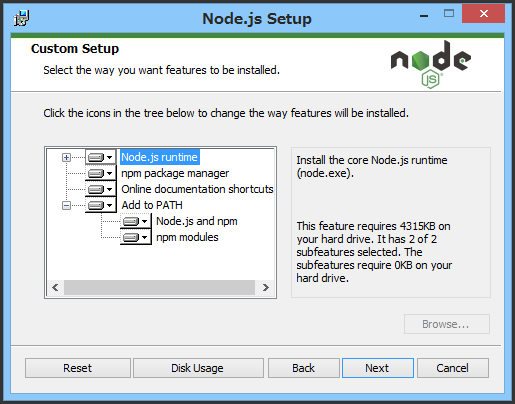 Node.js Setup
Custom Setup
Select the way you want features to be installed.
node
JS
Click the icons in the tree below to change the way features will be installed.
Node.js runtime
npm package manager
Online documentation shortcuts
Add to PATH
Node.js and npm
npm modules
Install the core Node.js runtime
(node.exe).
This feature requires 4315KB on
your hard drive. It has 2 of 2
subfeatures selected. The
subfeatures require 0KB on your
hard drive.
Browse...
Reset
Disk Usage
Back
Next
Cancel